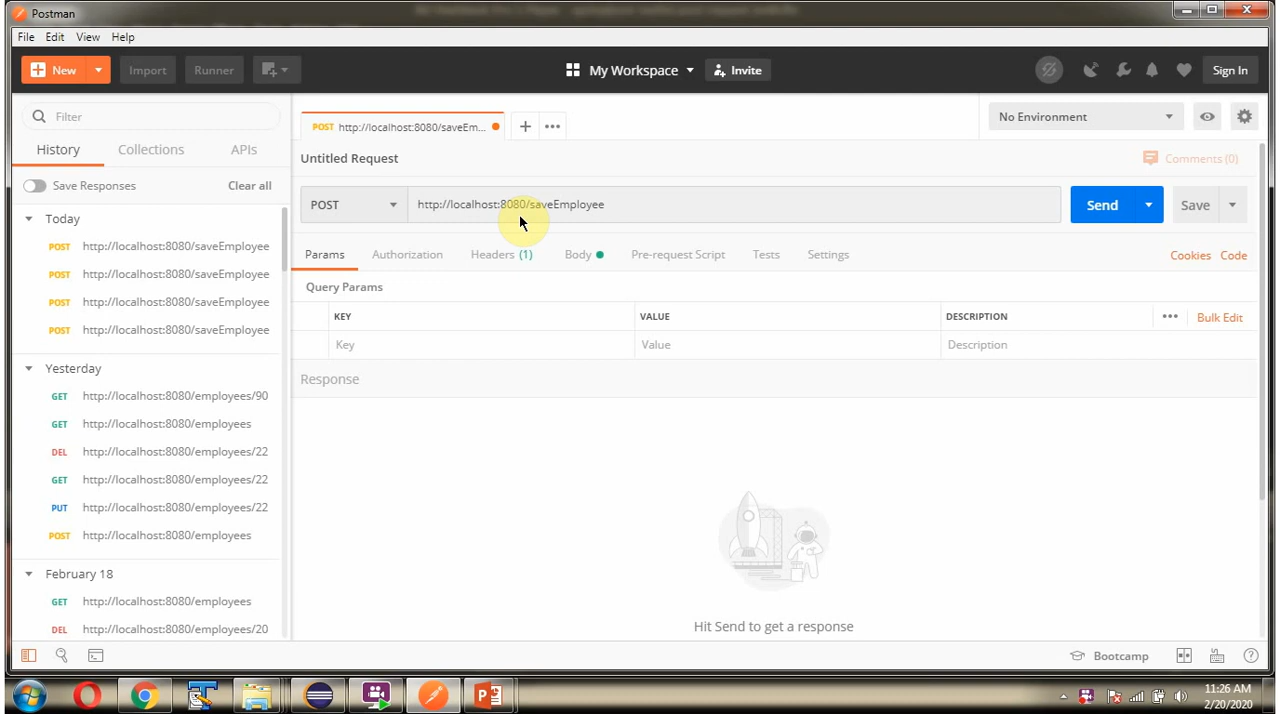 Postman
File Edit View Help
New Import Runner My Workspace Invite Sign In
Filter
History Collections APIs
Save Responses Clear all
Today
POST http://localhost:8080/saveEmployee
POST http://localhost:8080/saveEmployee
POST http://localhost:8080/saveEmployee
POST http://localhost:8080/saveEmployee
Yesterday
GET http://localhost:8080/employees/90
GET http://localhost:8080/employees
DEL http://localhost:8080/employees/22
GET http://localhost:8080/employees/22
PUT http://localhost:8080/employees/22
POST http://localhost:8080/employees
February 18
GET http://localhost:8080/employees
DEL http://localhost:8080/employees/20
POST http://localhost:8080/saveEm...
No Environment
Untitled Request
Comments (0)
POST http://localhost:8080/saveEmployee Send Save
Params Authorization Headers (1) Body Pre-request Script Tests Settings Cookies Code
Query Params
KEY VALUE DESCRIPTION Bulk Edit
Key Value Description
Response
Hit Send to get a response
Bootcamp
11:26 AM
2/20/2020